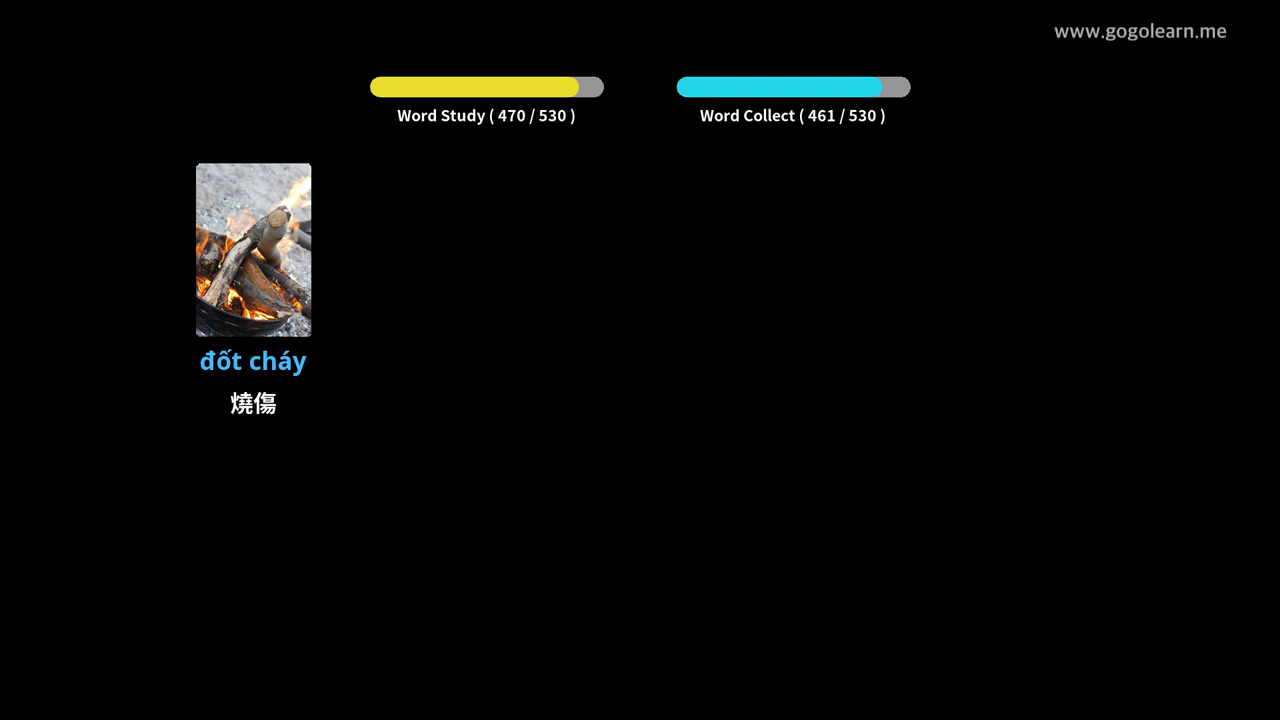 www.gogolearn.me
Word Study ( 470 / 530 )
Word Collect ( 461 / 530 )
đốt cháy
燒傷